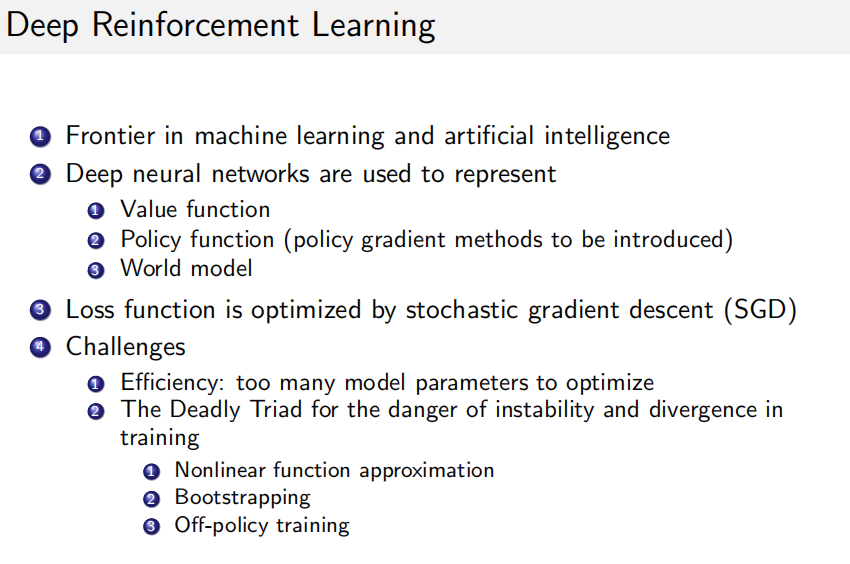 Deep Reinforcement Learning
1 Frontier in machine learning and artificial intelligence
2 Deep neural networks are used to represent
1 Value function
2 Policy function (policy gradient methods to be introduced)
3 World model
3 Loss function is optimized by stochastic gradient descent (SGD)
4 Challenges
1 Efficiency: too many model parameters to optimize
2 The Deadly Triad for the danger of instability and divergence in
training
1 Nonlinear function approximation
2 Bootstrapping
3 Off-policy training